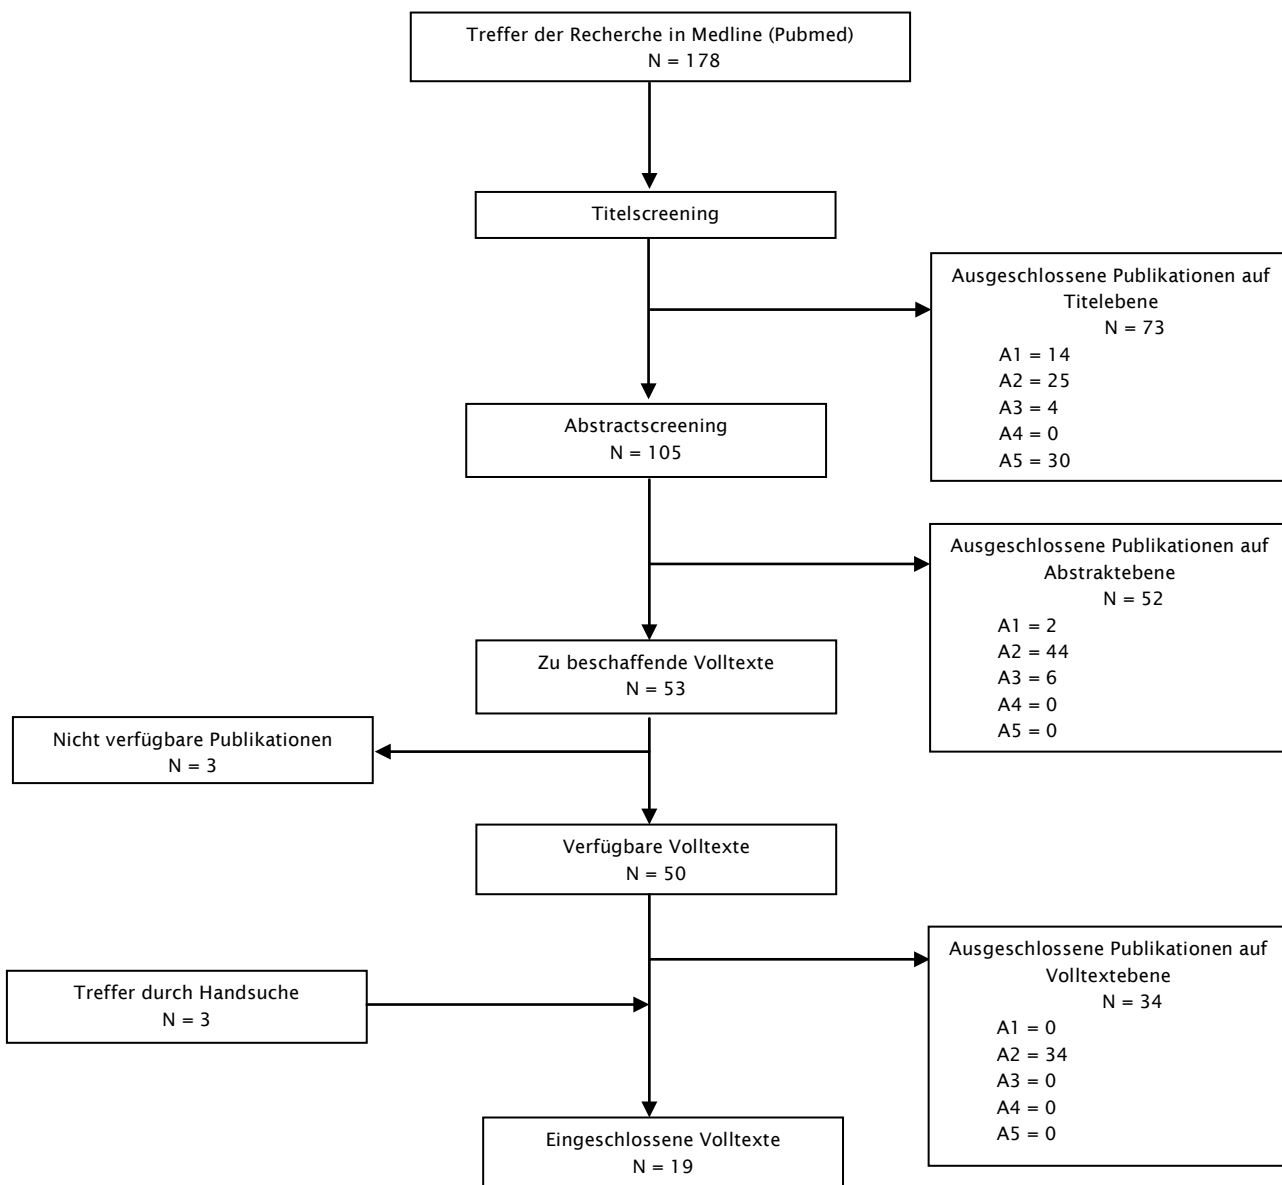 Treffer der Recherche in Medline (Pubmed)
N = 178
Titelscreening
Ausgeschlossene Publikationen auf
Titelebene
N = 73
A1 = 14
A2 = 25
A3 = 4
A4 = 0
A5 = 30
Abstractscreening
N = 105
Ausgeschlossene Publikationen auf
Abstraktebene
N = 52
A1 = 2
A2 = 44
A3 = 6
A4 = 0
A5 = 0
Zu beschaffende Volltexte
N = 53
Nicht verfügbare Publikationen
N = 3
Verfügbare Volltexte
N = 50
Ausgeschlossene Publikationen auf
Volltextebene
N = 34
A1 = 0
A2 = 34
A3 = 0
A4 = 0
A5 = 0
Treffer durch Handsuche
N = 3
Eingeschlossene Volltexte
N = 19